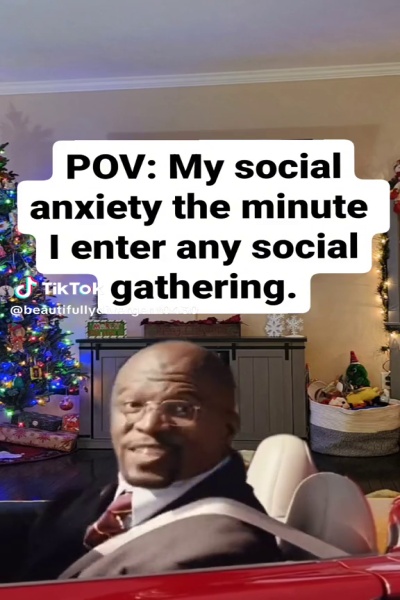 POV: My social
anxiety the minute
I enter any social
gathering.
TikTok